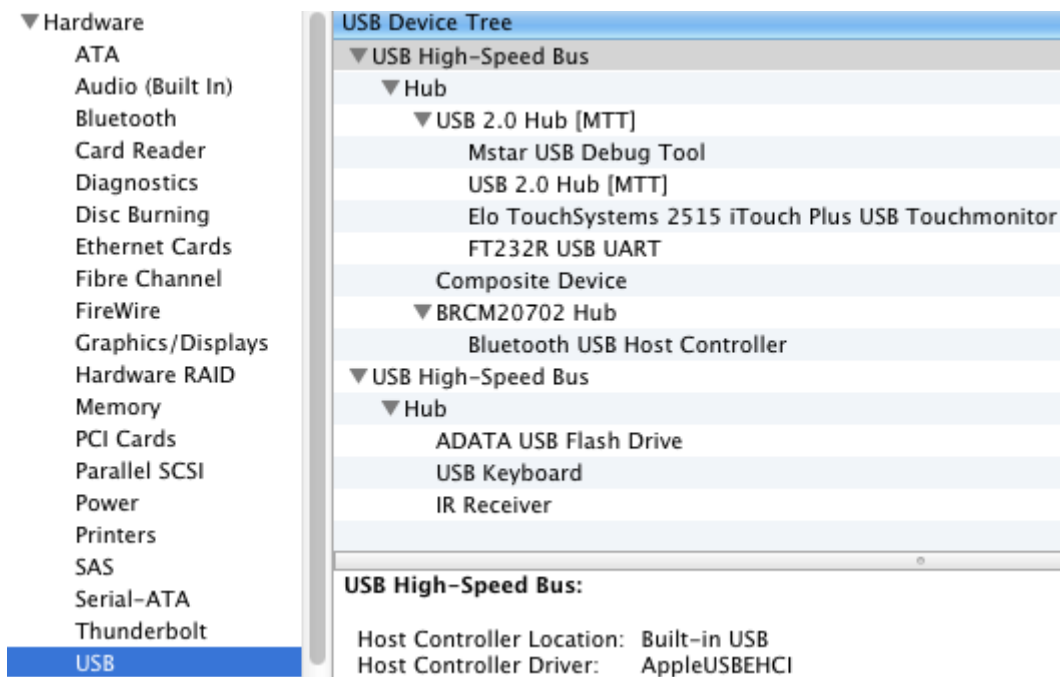 Hardware
ATA
Audio (Built In)
Bluetooth
Card Reader
Diagnostics
Disc Burning
Ethernet Cards
Fibre Channel
FireWire
Graphics/Displays
Hardware RAID
Memory
PCI Cards
Parallel SCSI
Power
Printers
SAS
Serial-ATA
Thunderbolt
USB
USB Device Tree
USB High-Speed Bus
Hub
USB 2.0 Hub [MTT]
Mstar USB Debug Tool
USB 2.0 Hub [MTT]
Elo TouchSystems 2515 iTouch Plus USB Touchmonitor
FT232R USB UART
Composite Device
BRCM20702 Hub
Bluetooth USB Host Controller
USB High-Speed Bus
Hub
ADATA USB Flash Drive
USB Keyboard
IR Receiver
USB High-Speed Bus:
Host Controller Location: Built-in USB
Host Controller Driver: AppleUSBEHCI